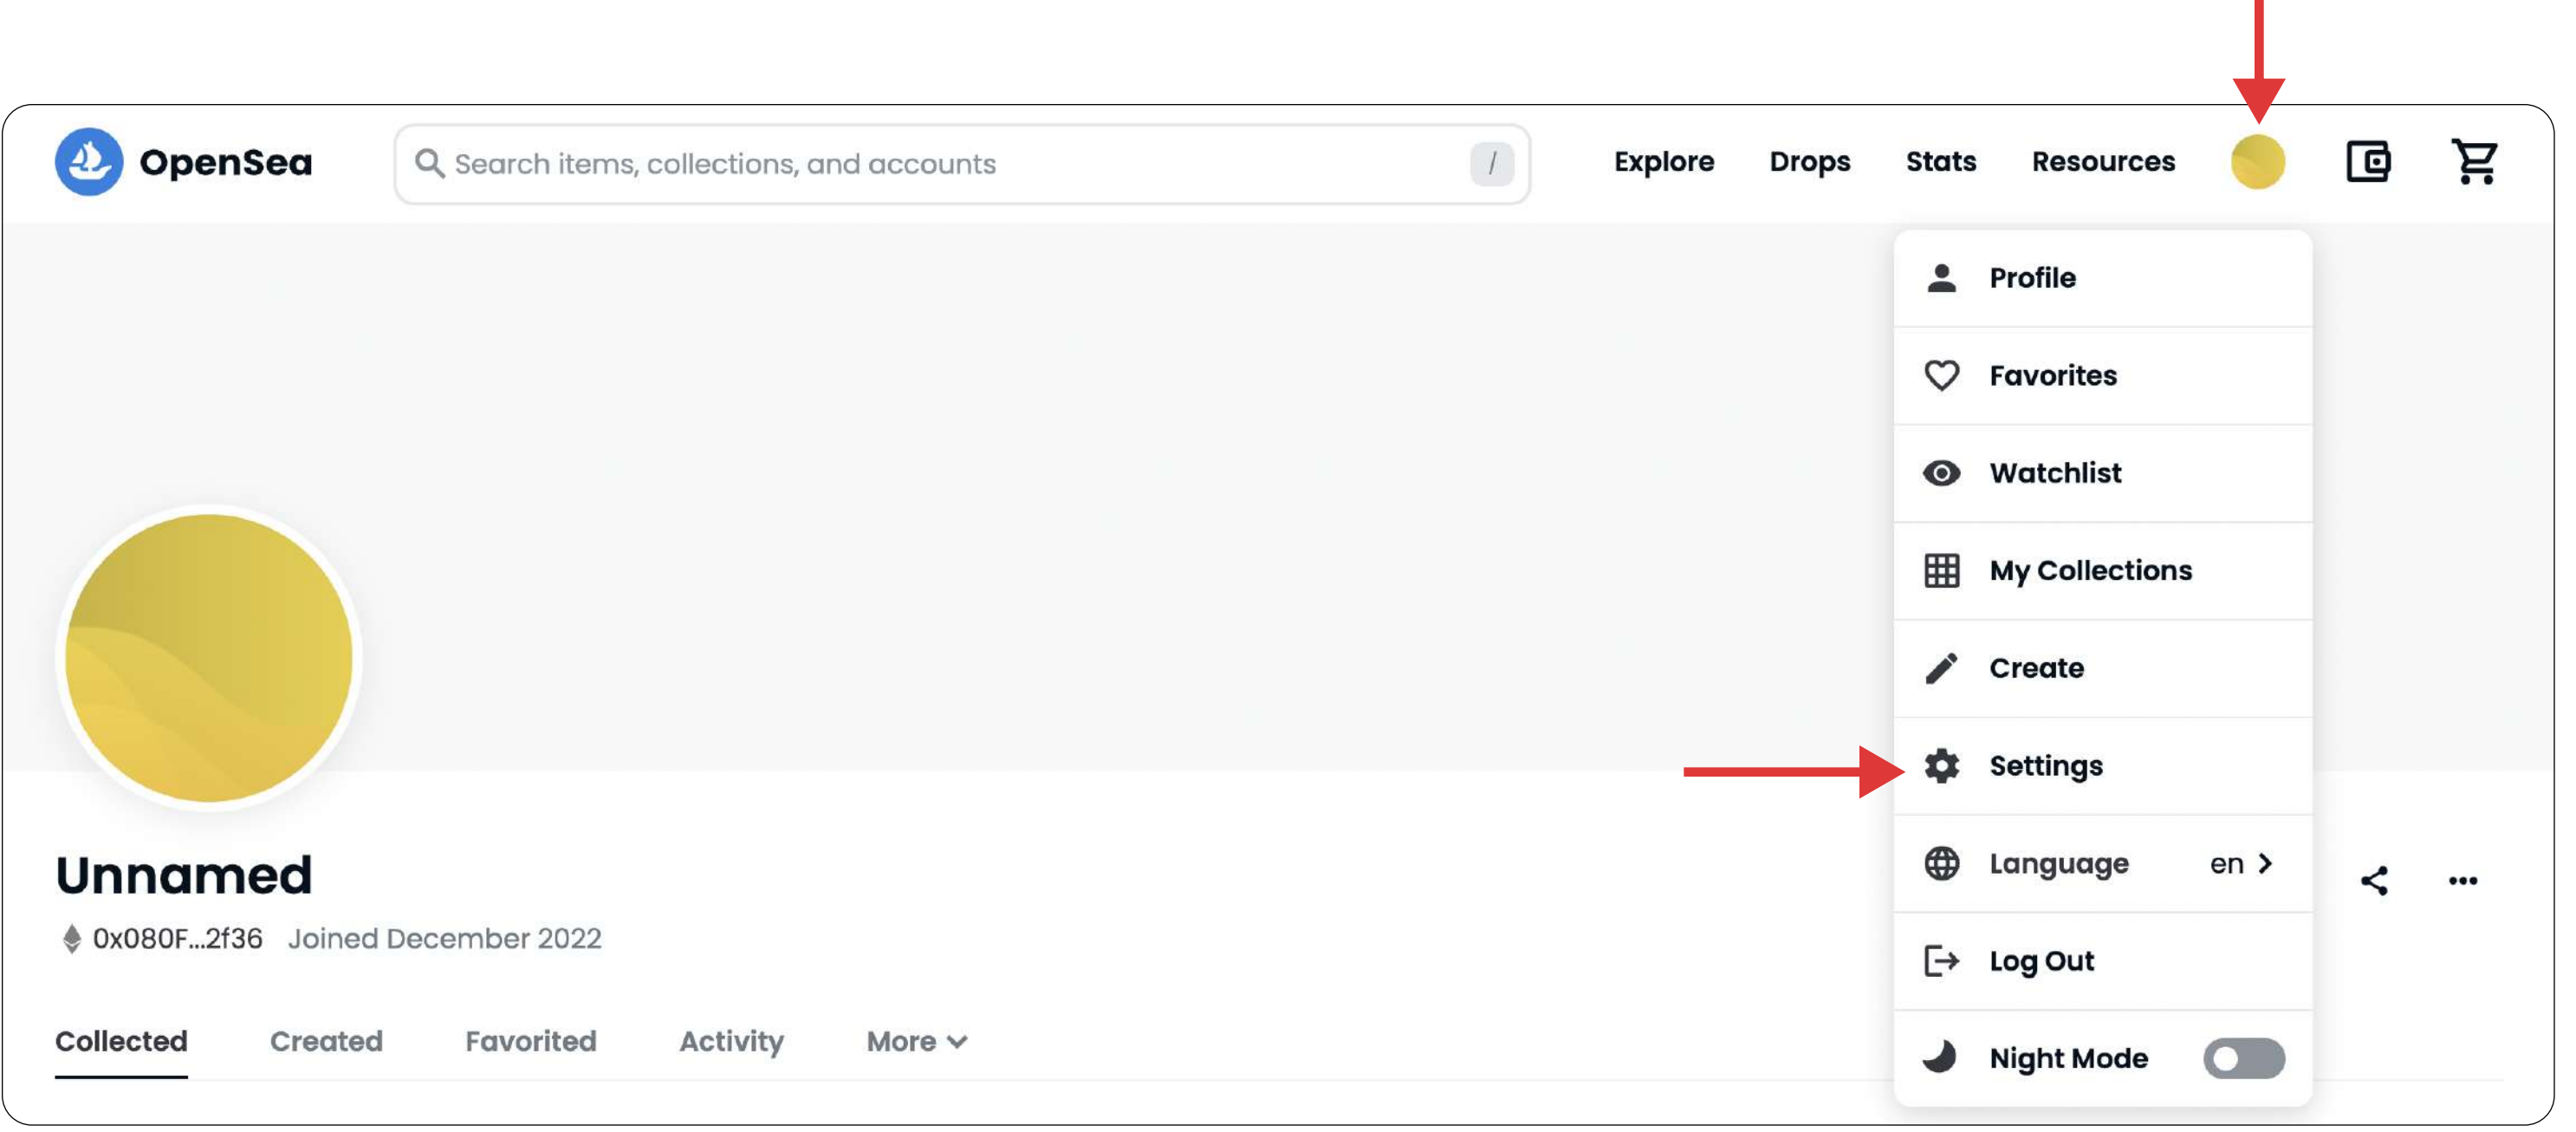 OpenSea
Search items, collections, and accounts /
Explore Drops Stats Resources
Profile
Favorites
Watchlist
My Collections
Create
Settings
Language en
Log Out
Night Mode
Unnamed
0x080F...2f36 Joined December 2022
Collected Created Favorited Activity More